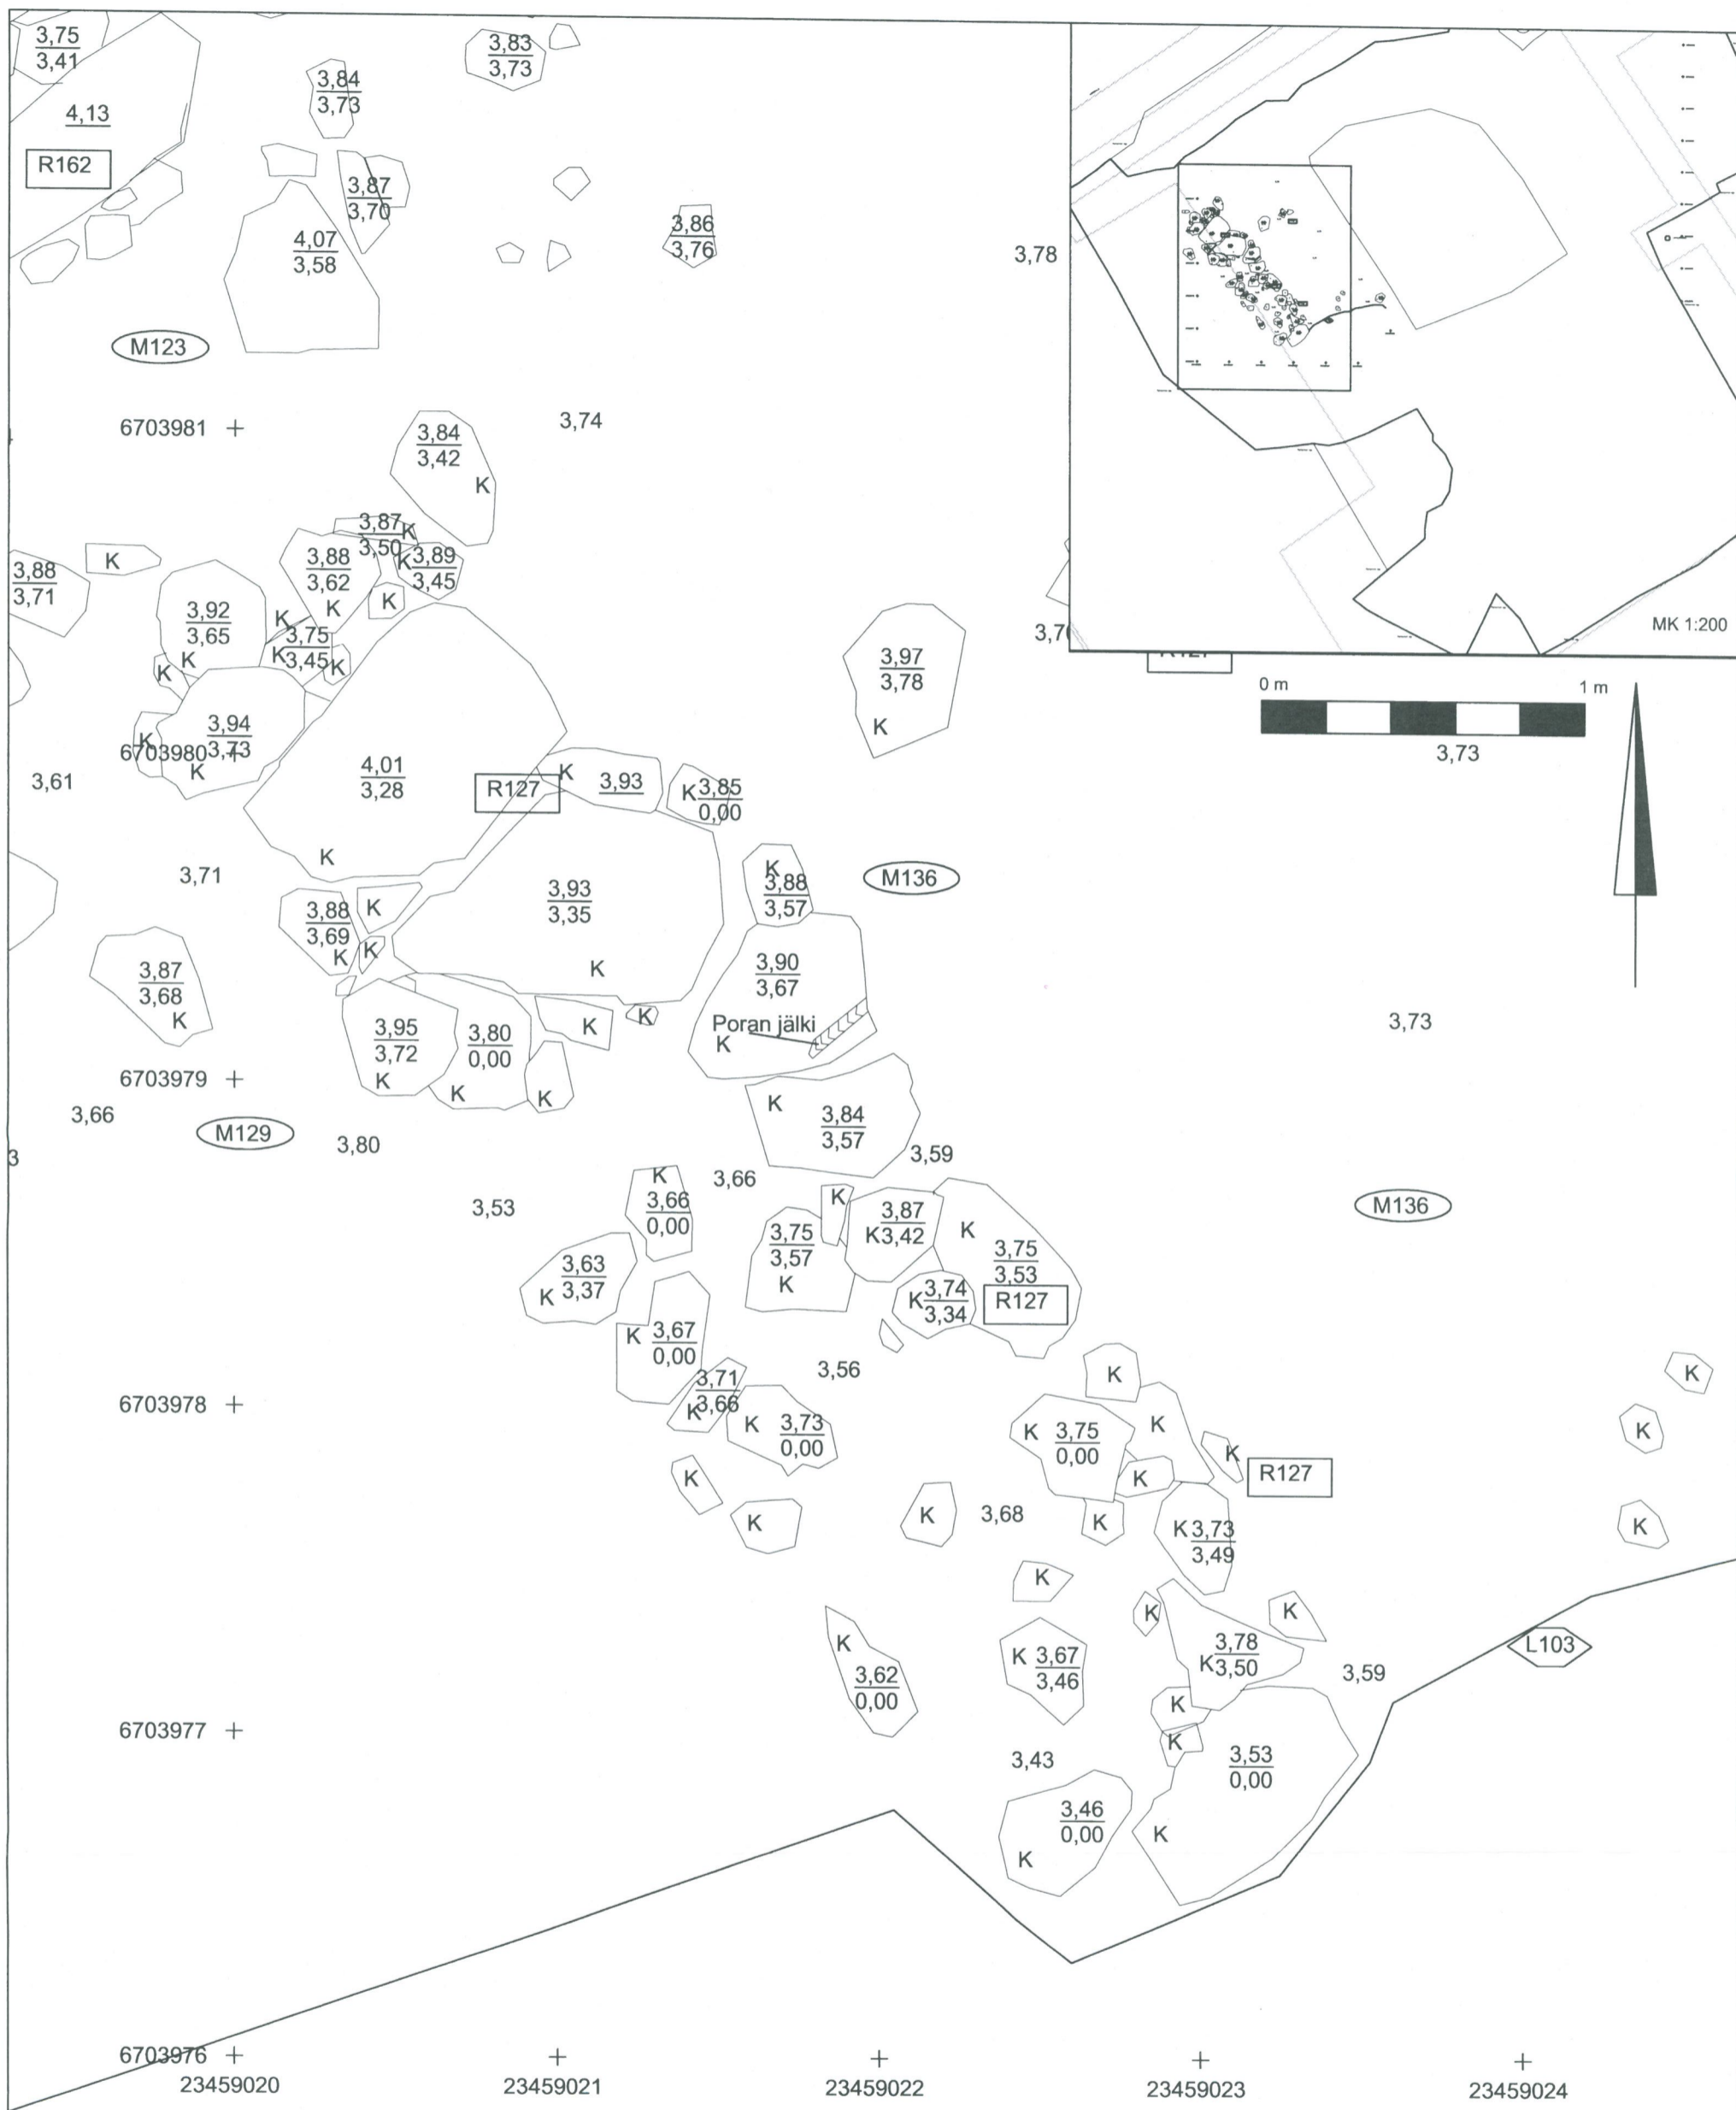 3,75
3,41
4,13
R162
3,84
3,73
3,83
3,73
3,87
3,70
4,07
3,58
3,86
3,76
3,78
M123
6703981
3,74
3,84
3,42
K
3,87
K
3,50
3,88
3,62
K
K 3,89
3,45
K
K
3,88
3,71
3,92
3,65
K
K
K
3,75
K 3,45
K
3,94
3,73
K
K
6703980
3,61
4,01
3,28
K
R127
K
3,93
K 3,85
0,00
3,97
3,78
K
MK 1:200
0 m
1 m
3,73
3,71
3,88
3,69
K
K
K
3,93
3,35
K
K
3,88
3,57
M136
3,87
3,68
K
3,90
3,67
Poran jälki
K
3,95
3,72
K
3,80
0,00
K
K
K
K
3,73
6703979
3,66
M129
3,80
K
3,84
3,57
3,59
3
3,53
K
3,66
0,00
3,66
K
3,87
K 3,42
K
3,75
3,53
M136
3,75
3,57
K
3,63
K 3,37
K 3,74
3,34
R127
K 3,67
0,00
3,56
3,71
K 3,66
6703978
K
3,73
0,00
K
K
3,75
0,00
K
K
K
R127
K
K
K
K
K
K
3,68
K
K 3,73
3,49
K
K
K
K
K
K 3,67
3,46
3,78
K 3,50
3,59
L103
K
3,62
0,00
K
K
6703977
3,43
3,53
0,00
K
3,46
0,00
K
6703976
23459020
23459021
23459022
23459023
23459024